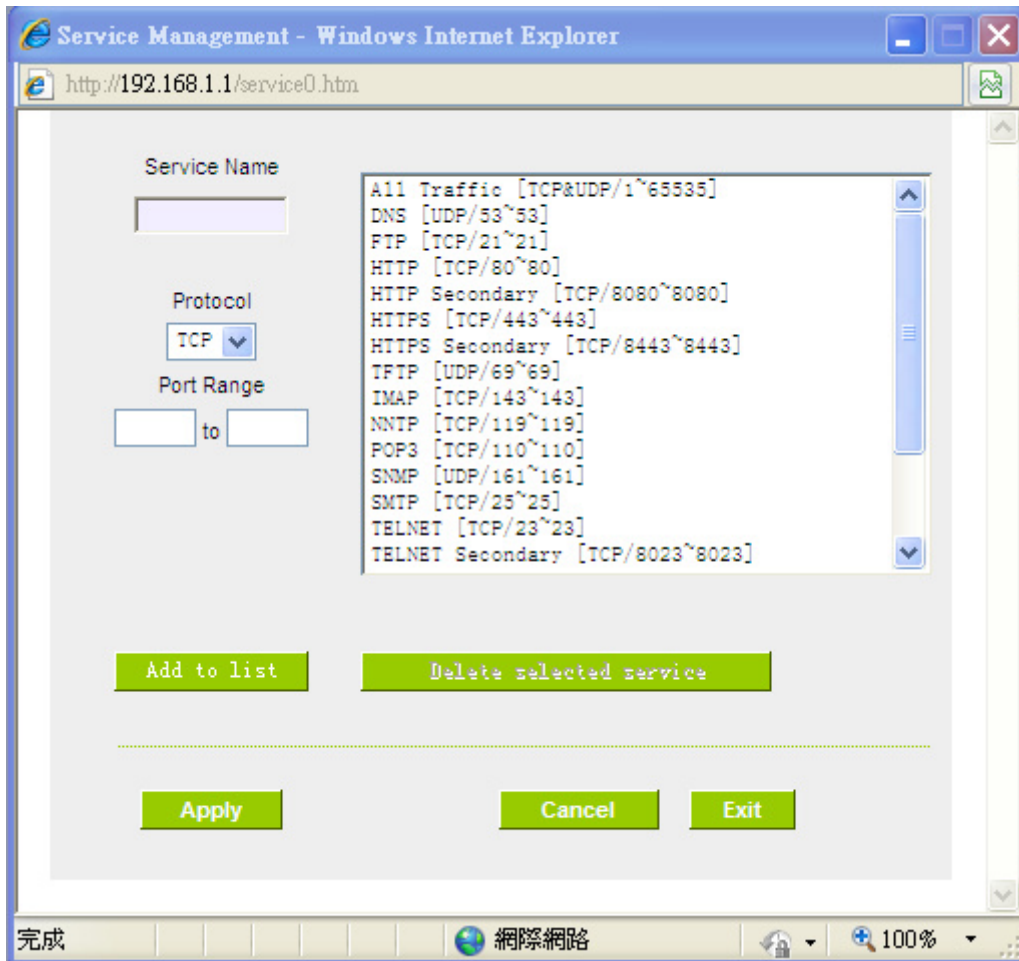 Service Management - Windows Internet Explorer
http://192.168.1.1/service0.htm
Service Name
Protocol
TCP
Port Range
to
All Traffic [TCP&UDP/1~65535]
DNS [UDP/53~53]
FTP [TCP/21~21]
HTTP [TCP/80~80]
HTTP Secondary [TCP/8080~8080]
HTTPS [TCP/443~443]
HTTPS Secondary [TCP/8443~8443]
TFTP [UDP/69~69]
IMAP [TCP/143~143]
NNTP [TCP/119~119]
POP3 [TCP/110~110]
SNMP [UDP/161~161]
SMTP [TCP/25~25]
TELNET [TCP/23~23]
TELNET Secondary [TCP/8023~8023]
Add to list
Delete selected service
Apply
Cancel
Exit
完成
網際網路
100%